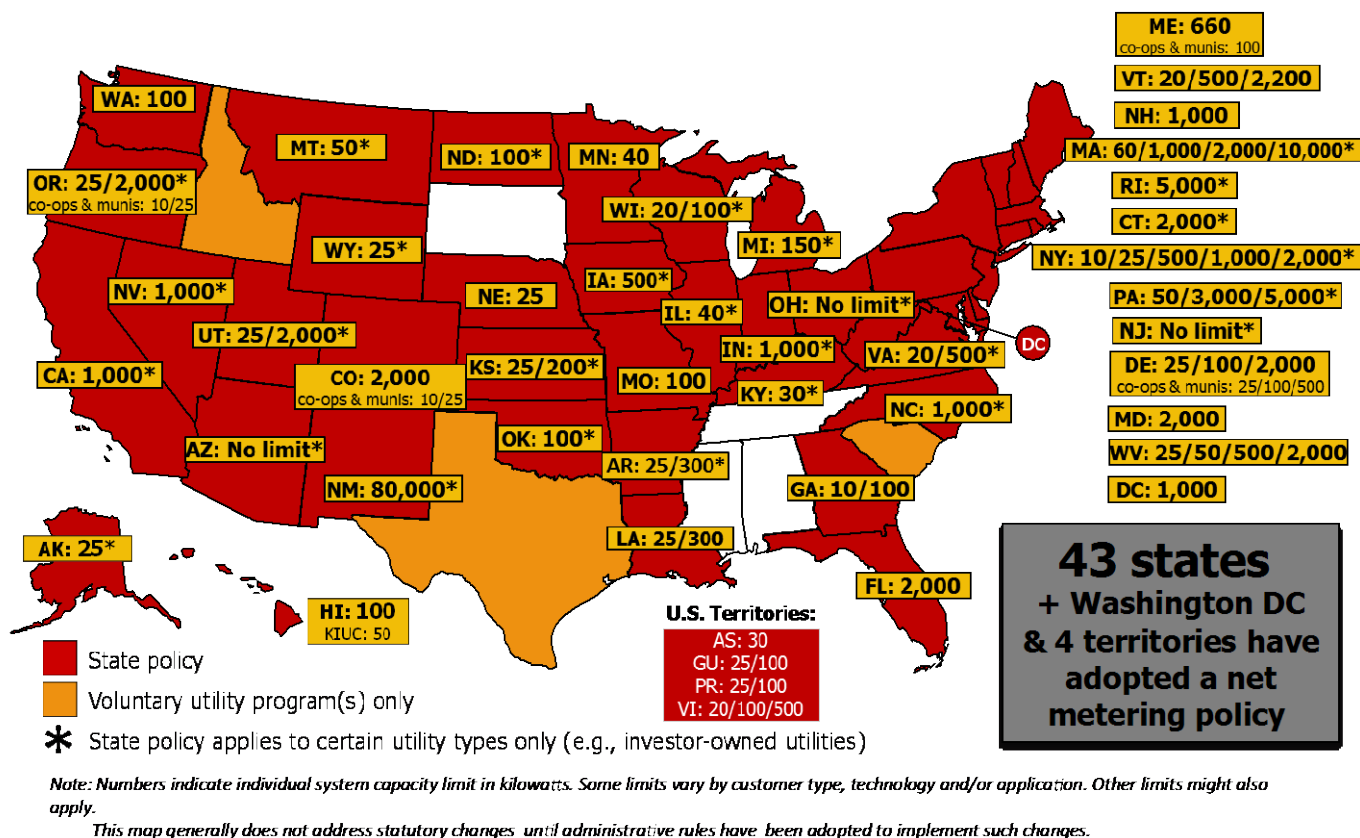 ME: 660
co-ops & munis: 100
VT: 20/500/2,200
NH: 1,000
MA: 60/1,000/2,000/10,000*
RI: 5,000*
CT: 2,000*
NY: 10/25/500/1,000/2,000*
PA: 50/3,000/5,000*
NJ: No limit*
DE: 25/100/2,000
co-ops & munis: 25/100/500
MD: 2,000
WV: 25/50/500/2,000
DC: 1,000
WA: 100
MT: 50*
ND: 100*
MN: 40
OR: 25/2,000*
co-ops & munis: 10/25
WI: 20/100*
MI: 150*
WY: 25*
IA: 500*
NV: 1,000*
NE: 25
OH: No limit*
IL: 40*
UT: 25/2,000*
IN: 1,000*
DC
VA: 20/500*
CA: 1,000*
CO: 2,000
co-ops & munis: 10/25
KS: 25/200*
MO: 100
KY: 30*
NC: 1,000*
AZ: No limit*
OK: 100*
AR: 25/300*
NM: 80,000*
GA: 10/100
LA: 25/300
AK: 25*
FL: 2,000
HI: 100
KIUC: 50
U.S. Territories:
AS: 30
GU: 25/100
PR: 25/100
VI: 20/100/500
43 states
+ Washington DC
& 4 territories have
adopted a net
metering policy
State policy
Voluntary utility program(s) only
* State policy applies to certain utility types only (e.g., investor-owned utilities)
Note: Numbers indicate individual system capacity limit in kilowatts. Some limits vary by customer type, technology and/or application. Other limits might also
apply.
This map generally does not address statutory changes until administrative rules have been adopted to implement such changes.